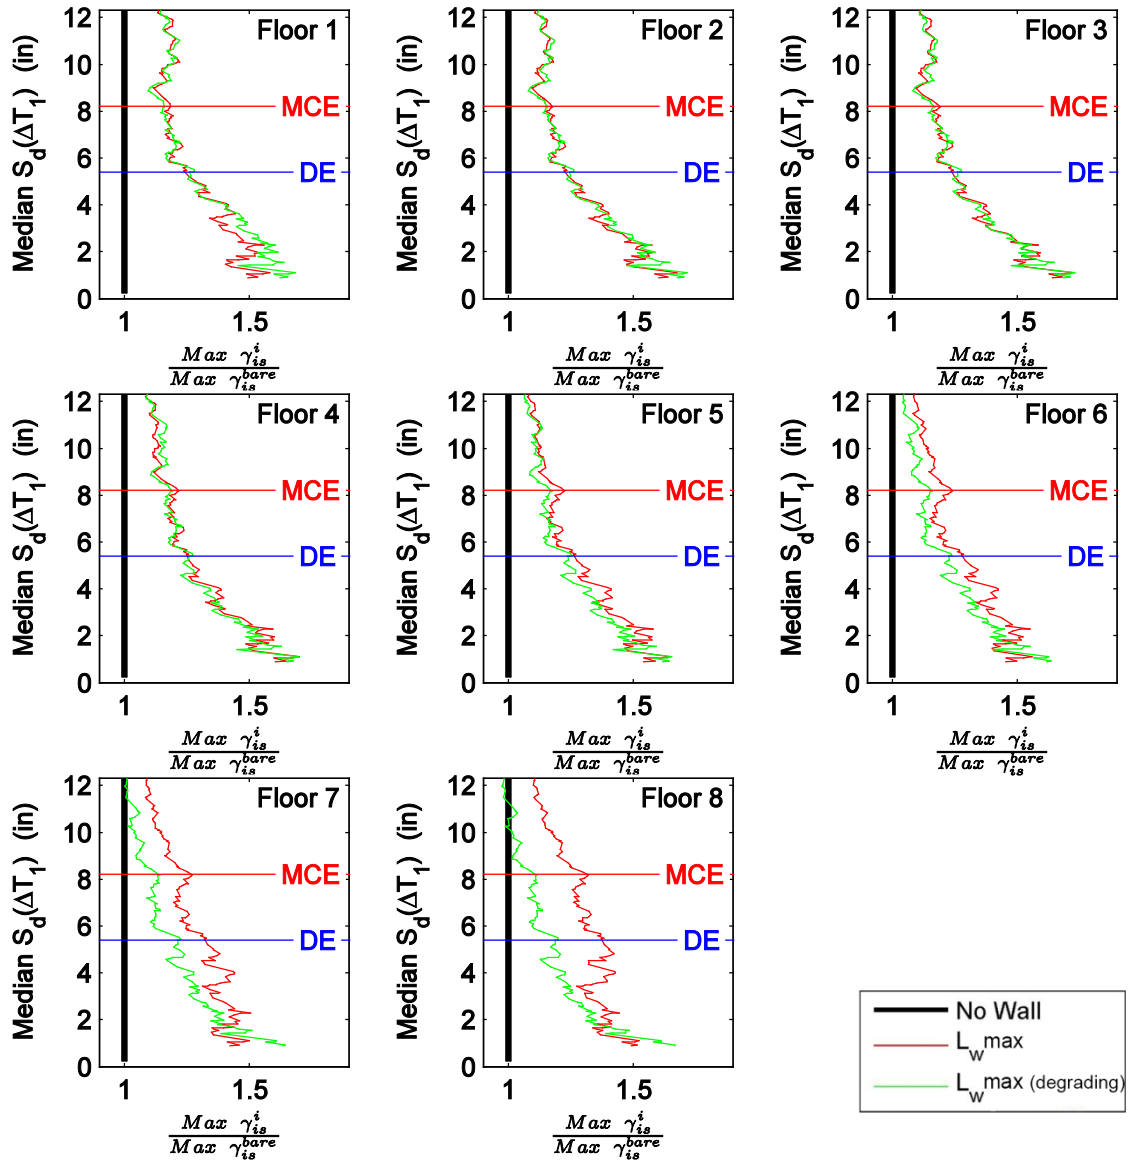 Median S_d(ΔT_1) (in)
12
10
8
6
4
2
0
Floor 1
MCE
DE
1
1.5
Max γ_is^i
Max γ_is^bare
Median S_d(ΔT_1) (in)
12
10
8
6
4
2
0
Floor 2
MCE
DE
1
1.5
Max γ_is^i
Max γ_is^bare
Median S_d(ΔT_1) (in)
12
10
8
6
4
2
0
Floor 3
MCE
DE
1
1.5
Max γ_is^i
Max γ_is^bare
Median S_d(ΔT_1) (in)
12
10
8
6
4
2
0
Floor 4
MCE
DE
1
1.5
Max γ_is^i
Max γ_is^bare
Median S_d(ΔT_1) (in)
12
10
8
6
4
2
0
Floor 5
MCE
DE
1
1.5
Max γ_is^i
Max γ_is^bare
Median S_d(ΔT_1) (in)
12
10
8
6
4
2
0
Floor 6
MCE
DE
1
1.5
Max γ_is^i
Max γ_is^bare
Median S_d(ΔT_1) (in)
12
10
8
6
4
2
0
Floor 7
MCE
DE
1
1.5
Max γ_is^i
Max γ_is^bare
Median S_d(ΔT_1) (in)
12
10
8
6
4
2
0
Floor 8
MCE
DE
1
1.5
Max γ_is^i
Max γ_is^bare
No Wall
L_w^max
L_w^max (degrading)